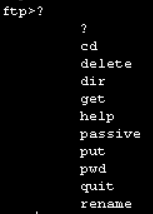 ftp>?
?
cd
delete
dir
get
help
passive
put
pwd
quit
rename